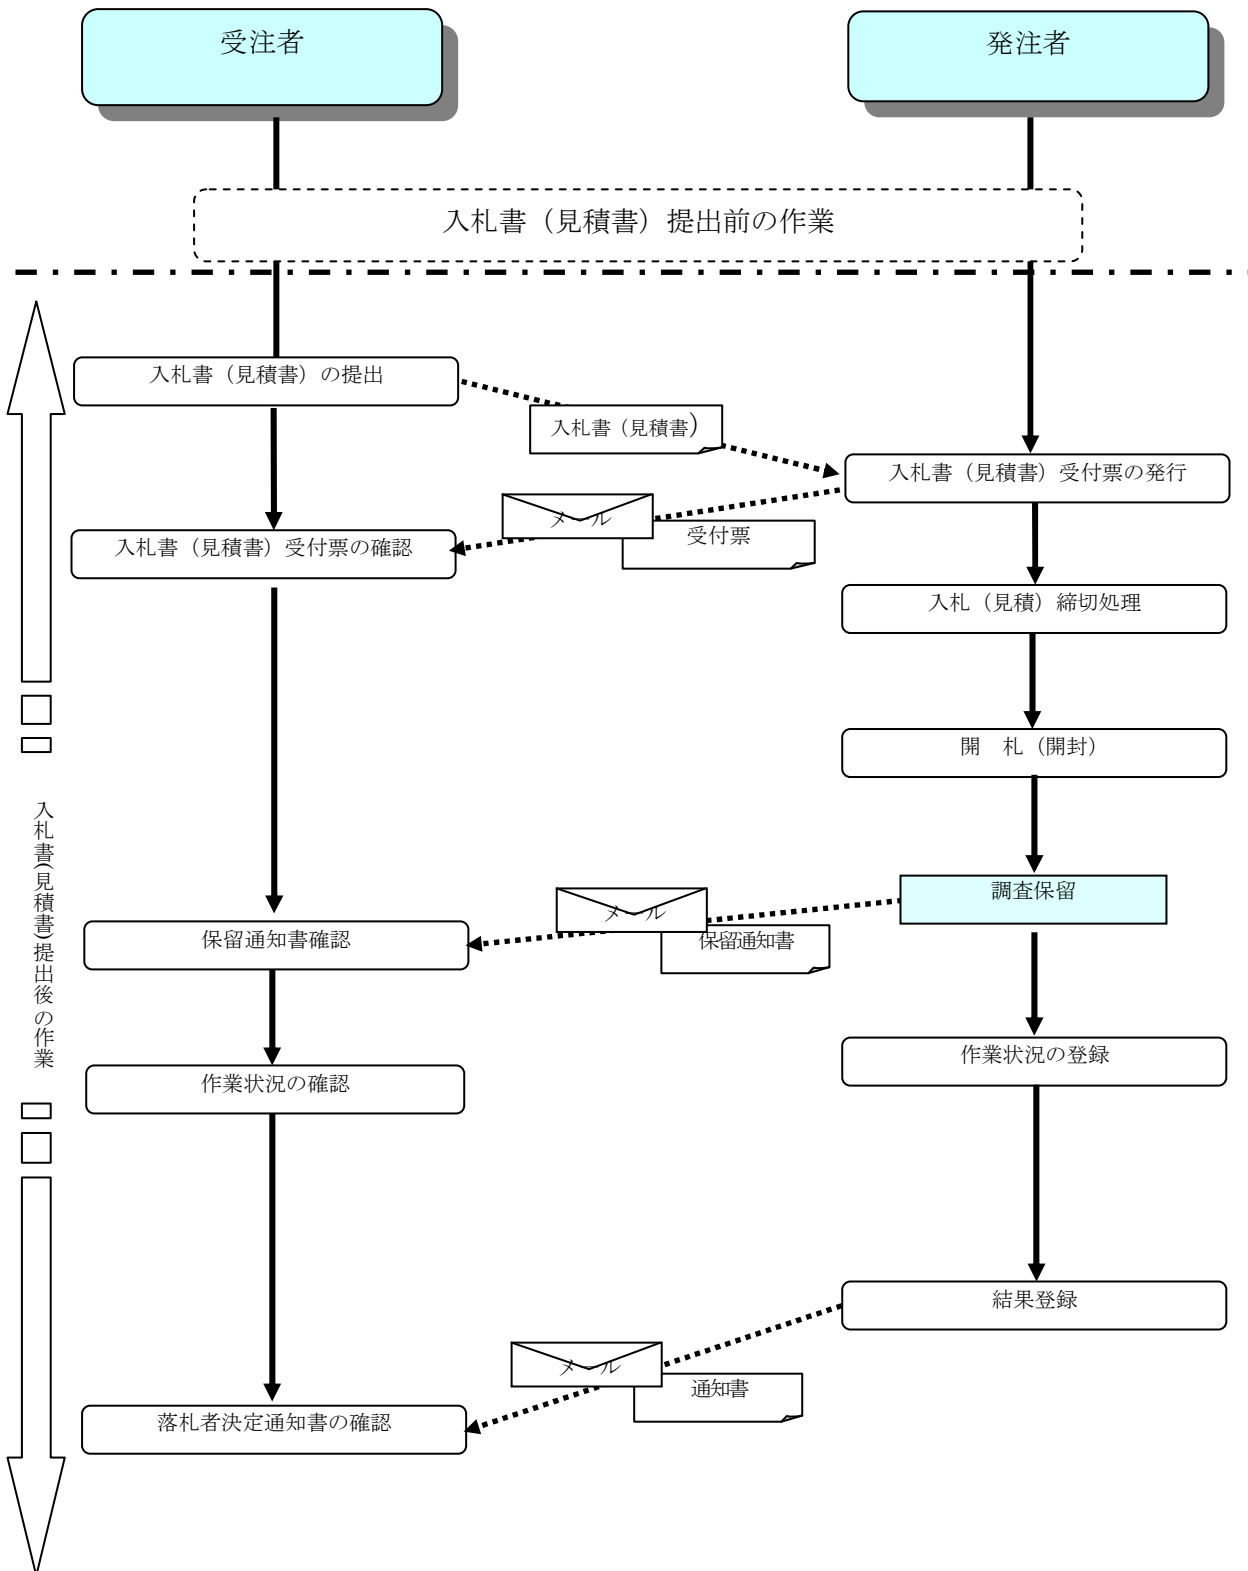 受注者
発注者
入札書（見積書）提出前の作業
入札書（見積書）の提出
入札書（見積書）
入札書（見積書）受付票の発行
メール
受付票
入札書（見積書）受付票の確認
入札（見積）締切処理
開　札（開封）
入札書(見積書)提出後の作業
調査保留
メール
保留通知書
保留通知書確認
作業状況の登録
作業状況の確認
結果登録
メール
通知書
落札者決定通知書の確認